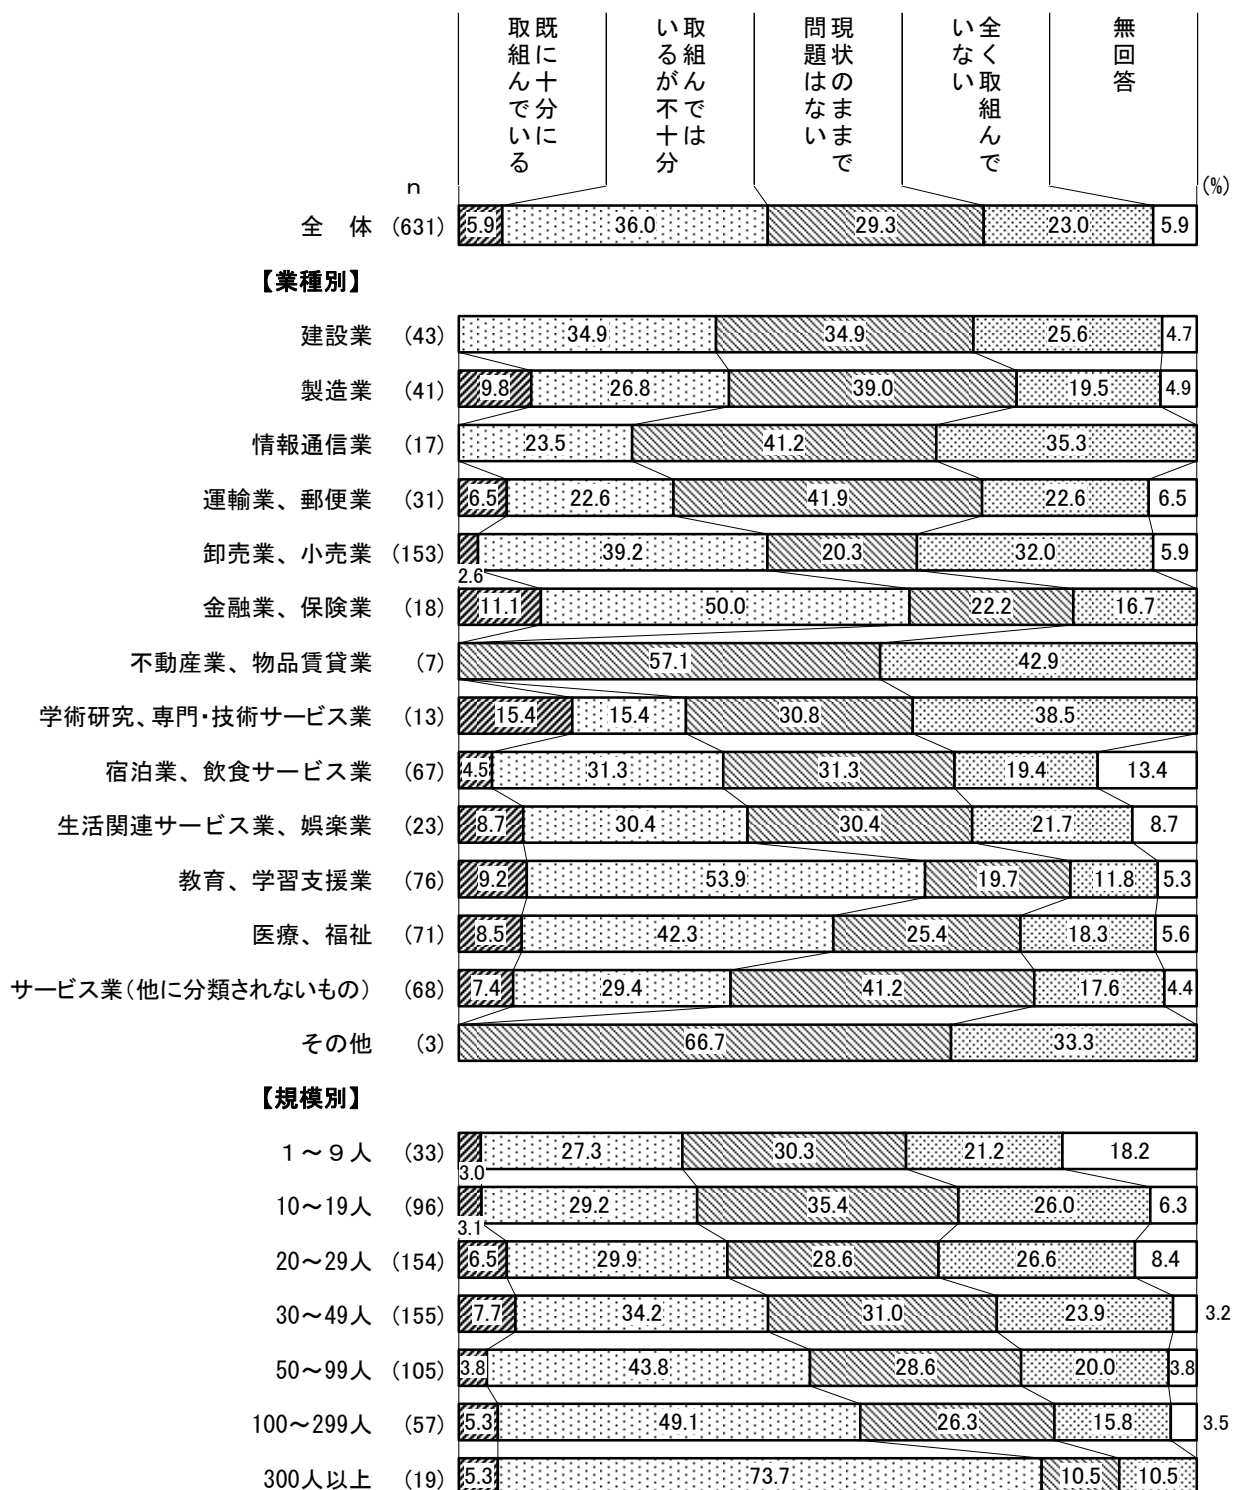 既に十分に
取組んでいる
取組んでは
いるが不十分
現状のままで
問題はない
全く取組んで
いない
無回答
n (%)
全 体 (631) 5.9 36.0 29.3 23.0 5.9
【業種別】
建設業 (43) 34.9 34.9 25.6 4.7
製造業 (41) 9.8 26.8 39.0 19.5 4.9
情報通信業 (17) 23.5 41.2 35.3
運輸業、郵便業 (31) 6.5 22.6 41.9 22.6 6.5
卸売業、小売業 (153) 2.6 39.2 20.3 32.0 5.9
金融業、保険業 (18) 11.1 50.0 22.2 16.7
不動産業、物品賃貸業 (7) 57.1 42.9
学術研究、専門・技術サービス業 (13) 15.4 15.4 30.8 38.5
宿泊業、飲食サービス業 (67) 4.5 31.3 31.3 19.4 13.4
生活関連サービス業、娯楽業 (23) 8.7 30.4 30.4 21.7 8.7
教育、学習支援業 (76) 9.2 53.9 19.7 11.8 5.3
医療、福祉 (71) 8.5 42.3 25.4 18.3 5.6
サービス業(他に分類されないもの) (68) 7.4 29.4 41.2 17.6 4.4
その他 (3) 66.7 33.3
【規模別】
1～9人 (33) 3.0 27.3 30.3 21.2 18.2
10～19人 (96) 3.1 29.2 35.4 26.0 6.3
20～29人 (154) 6.5 29.9 28.6 26.6 8.4
30～49人 (155) 7.7 34.2 31.0 23.9 3.2
50～99人 (105) 3.8 43.8 28.6 20.0 3.8
100～299人 (57) 5.3 49.1 26.3 15.8 3.5
300人以上 (19) 5.3 73.7 10.5 10.5